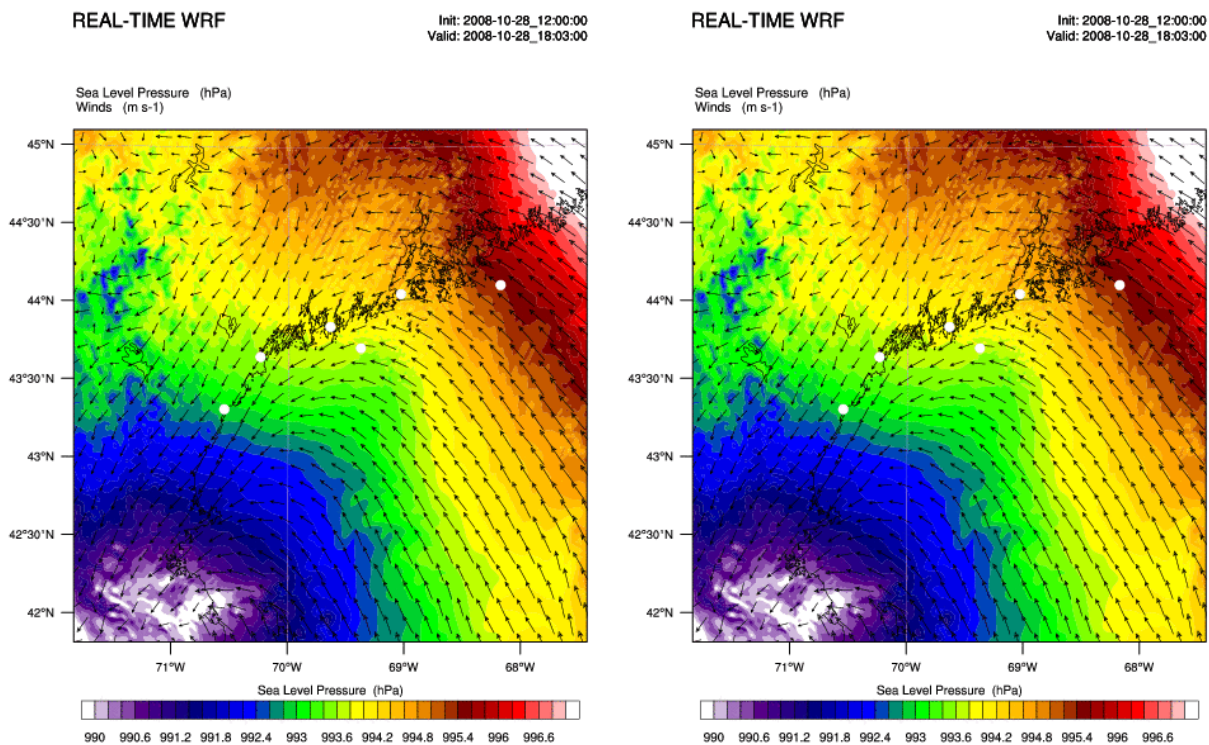 REAL-TIME WRF
Init: 2008-10-28_12:00:00
Valid: 2008-10-28_18:03:00
Sea Level Pressure (hPa)
Winds (m s-1)
45°N
44°30'N
44°N
43°30'N
43°N
42°30'N
42°N
71°W 70°W 69°W 68°W
Sea Level Pressure (hPa)
990 990.6 991.2 991.8 992.4 993 993.6 994.2 994.8 995.4 996 996.6
REAL-TIME WRF
Init: 2008-10-28_12:00:00
Valid: 2008-10-28_18:03:00
Sea Level Pressure (hPa)
Winds (m s-1)
45°N
44°30'N
44°N
43°30'N
43°N
42°30'N
42°N
71°W 70°W 69°W 68°W
Sea Level Pressure (hPa)
990 990.6 991.2 991.8 992.4 993 993.6 994.2 994.8 995.4 996 996.6